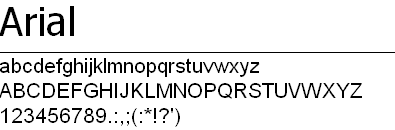 Arial
abcdefghijklmnopqrstuvwxyz
ABCDEFGHIJKLMNOPQRSTUVWXYZ
123456789.:,;(:*!?')